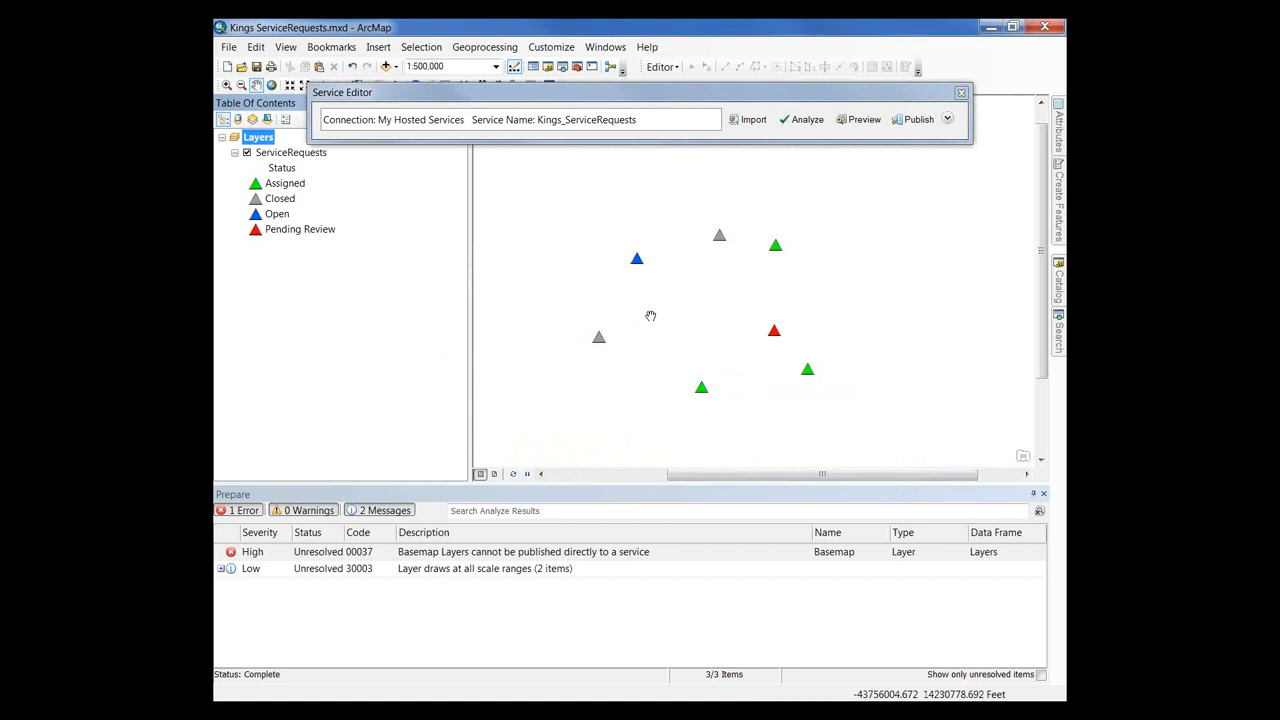 Kings ServiceRequests.mxd - ArcMap
File Edit View Bookmarks Insert Selection Geoprocessing Customize Windows Help
1:500,000 Editor
Table Of Contents
Service Editor
Connection: My Hosted Services Service Name: Kings_ServiceRequests Import Analyze Preview Publish
Layers
ServiceRequests
Status
Assigned
Closed
Open
Pending Review
Attributes
Create Features
Catalog
Search
Prepare
1 Error 0 Warnings 2 Messages Search Analyze Results
Severity Status Code Description Name Type Data Frame
High Unresolved 00037 Basemap Layers cannot be published directly to a service Basemap Layer Layers
Low Unresolved 30003 Layer draws at all scale ranges (2 items)
Status: Complete 3/3 Items Show only unresolved items
-43756004.672 14230778.692 Feet